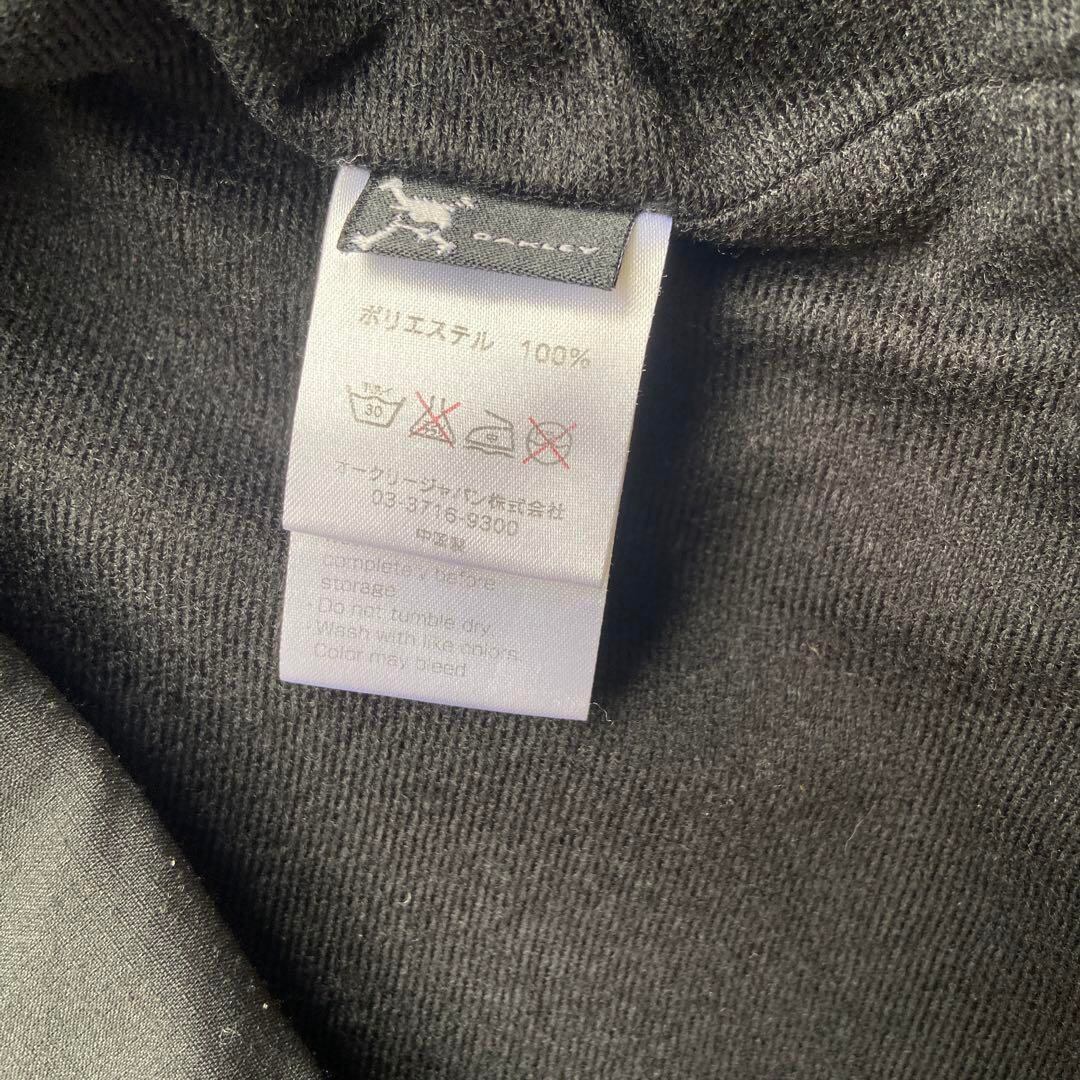 OAKLEY
ポリエステル 100%
30
オークリージャパン株式会社
03-3716-9300
中国製
before
storage.
· Do not tumble dry.
· Wash with like colors.
Color may bleed